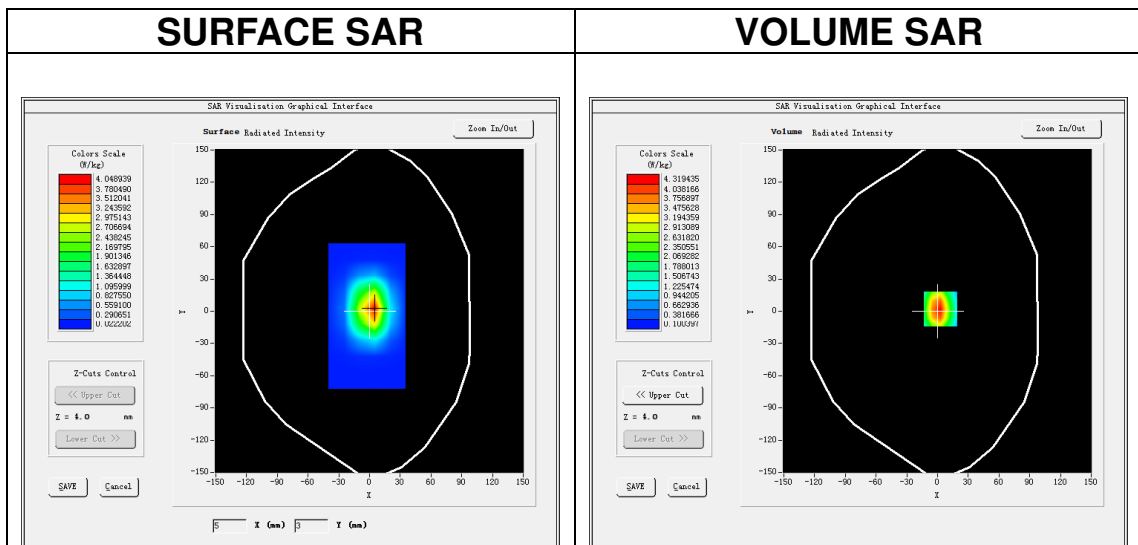 SURFACE SAR
VOLUME SAR
SAR Visualisation Graphical Interface
Surface Radiated Intensity
Zoom In/Out
Colors Scale
(W/kg)
4.048939
3.780490
3.512041
3.243592
2.975143
2.706694
2.438245
2.169795
1.901346
1.632897
1.364448
1.095999
0.827550
0.559100
0.290651
0.022202
Z-Cuts Control
<< Upper Cut
Z = 4.0 mm
Lower Cut >>
SAVE
Cancel
150
120
90
60
30
0
-30
-60
-90
-120
-150
Y
-150 -120 -90 -60 -30 0 30 60 90 120 150
X
5 X (mm) 3 Y (mm)
SAR Visualisation Graphical Interface
Volume Radiated Intensity
Zoom In/Out
Colors Scale
(W/kg)
4.319435
4.038166
3.756897
3.475628
3.194359
2.913089
2.631820
2.350551
2.069282
1.788013
1.506743
1.225474
0.944205
0.662936
0.381666
0.100397
Z-Cuts Control
<< Upper Cut
Z = 4.0 mm
Lower Cut >>
SAVE
Cancel
150
120
90
60
30
0
-30
-60
-90
-120
-150
Y
-150 -120 -90 -60 -30 0 30 60 90 120 150
X